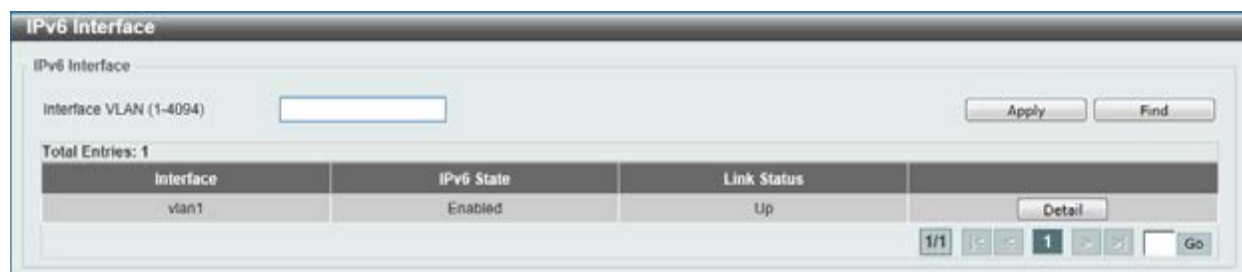 IPv6 Interface
IPv6 Interface
Interface VLAN (1-4094) Apply Find
Total Entries: 1
Interface IPv6 State Link Status
vlan1 Enabled Up Detail
1/1 |< < 1 > >| Go